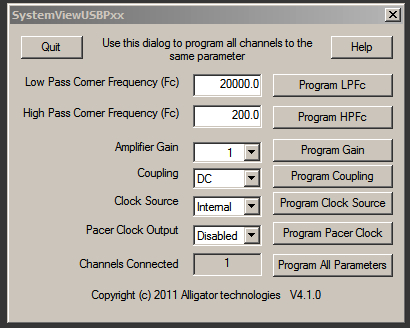 SystemViewUSBPxx
Quit
Use this dialog to program all channels to the
same parameter
Help
Low Pass Corner Frequency (Fc) 20000.0 Program LPFc
High Pass Corner Frequency (Fc) 200.0 Program HPFc
Amplifier Gain 1 Program Gain
Coupling DC Program Coupling
Clock Source Internal Program Clock Source
Pacer Clock Output Disabled Program Pacer Clock
Channels Connected 1 Program All Parameters
Copyright (c) 2011 Alligator technologies V4.1.0